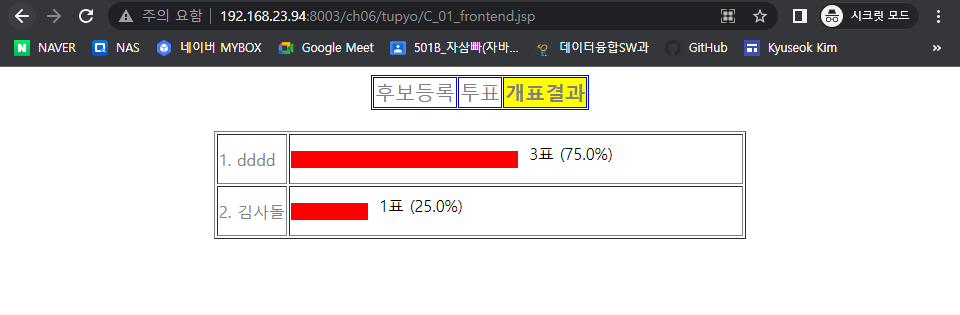 주의 요함 192.168.23.94:8003/ch06/tupyo/C_01_frontend.jsp 시크릿 모드
NAVER NAS 네이버 MYBOX Google Meet 501B_자삼빠(자바... 데이터융합SW과 GitHub Kyuseok Kim »
후보등록 투표 개표결과
1. dddd 3표 (75.0%)
2. 김사돌 1표 (25.0%)